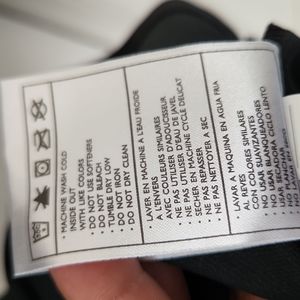 • MACHINE WASH COLD
INSIDE OUT
WITH LIKE COLORS
• DO NOT USE SOFTENERS
• DO NOT BLEACH
• TUMBLE DRY LOW
• DO NOT IRON
• DO NOT DRY CLEAN
LAVER EN MACHINE A L'EAU FROIDE
A L'ENVERS
AVEC COULEURS SIMILAIRES
• NE PAS UTILISER D'ADOUCISSEUR
• NE PAS UTILISER D'EAU DE JAVEL
SECHER EN MACHINE CYCLE DELICAT
• NE PAS REPASSER
• NE PAS NETTOYER A SEC
LAVAR A MAQUINA EN AGUA FRIA
AL REVES
CON COLORES SIMILARES
• NO USAR SUAVIZANTES
• NO USAR BLANQUEADORES